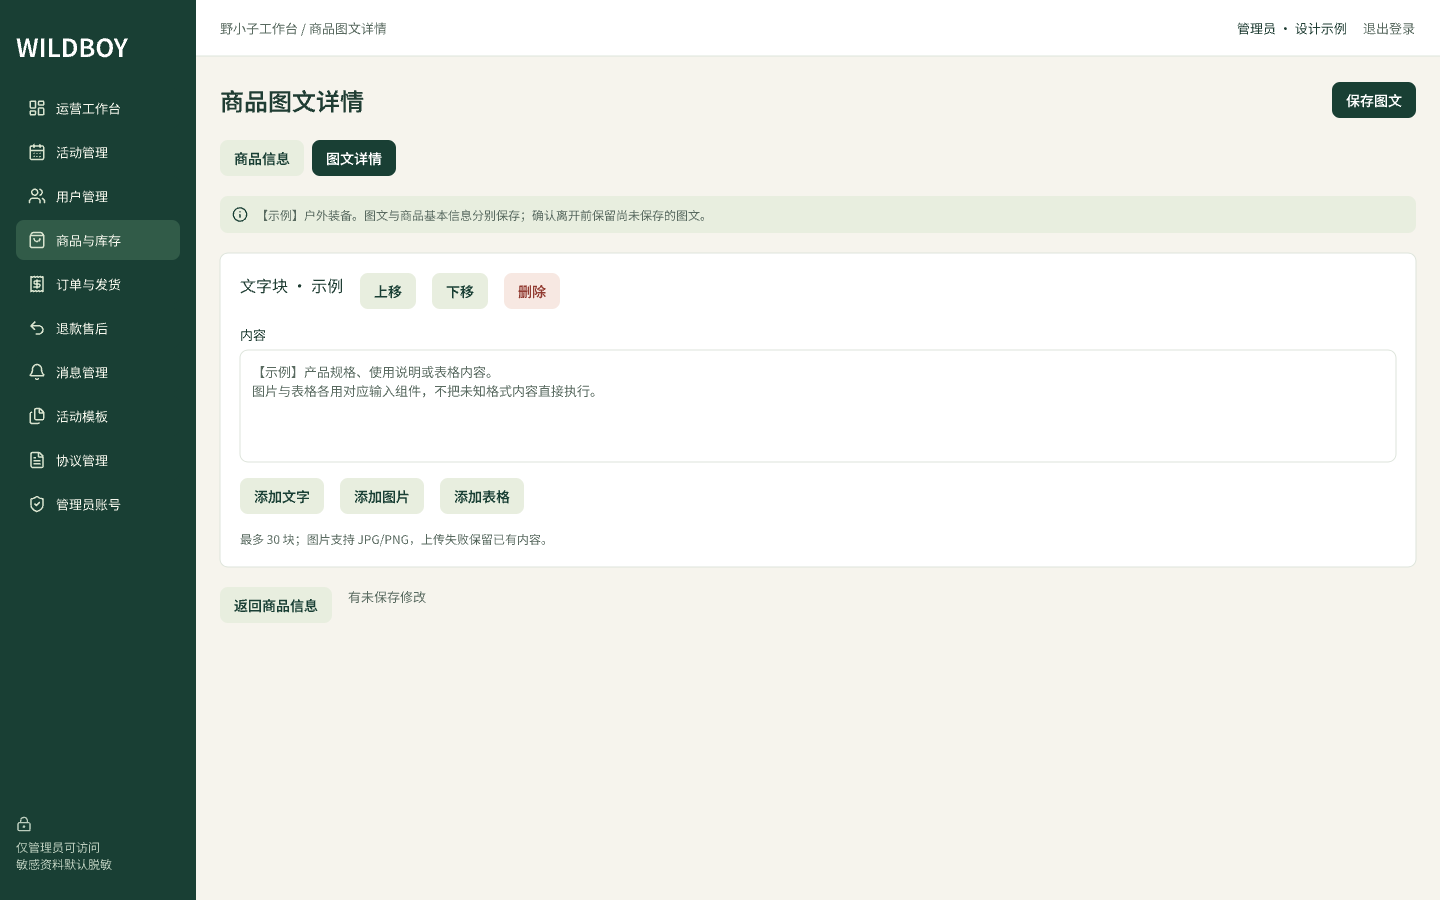 WILDBOY
运营工作台
活动管理
用户管理
商品与库存
订单与发货
退款售后
消息管理
活动模板
协议管理
管理员账号
仅管理员可访问
敏感资料默认脱敏
野小子工作台 / 商品图文详情
管理员 · 设计示例
退出登录
商品图文详情
保存图文
商品信息
图文详情
【示例】户外装备。图文与商品基本信息分别保存；确认离开前保留尚未保存的图文。
文字块 · 示例
上移
下移
删除
内容
【示例】产品规格、使用说明或表格内容。
图片与表格各用对应输入组件，不把未知格式内容直接执行。
添加文字
添加图片
添加表格
最多 30 块；图片支持 JPG/PNG，上传失败保留已有内容。
返回商品信息
有未保存修改